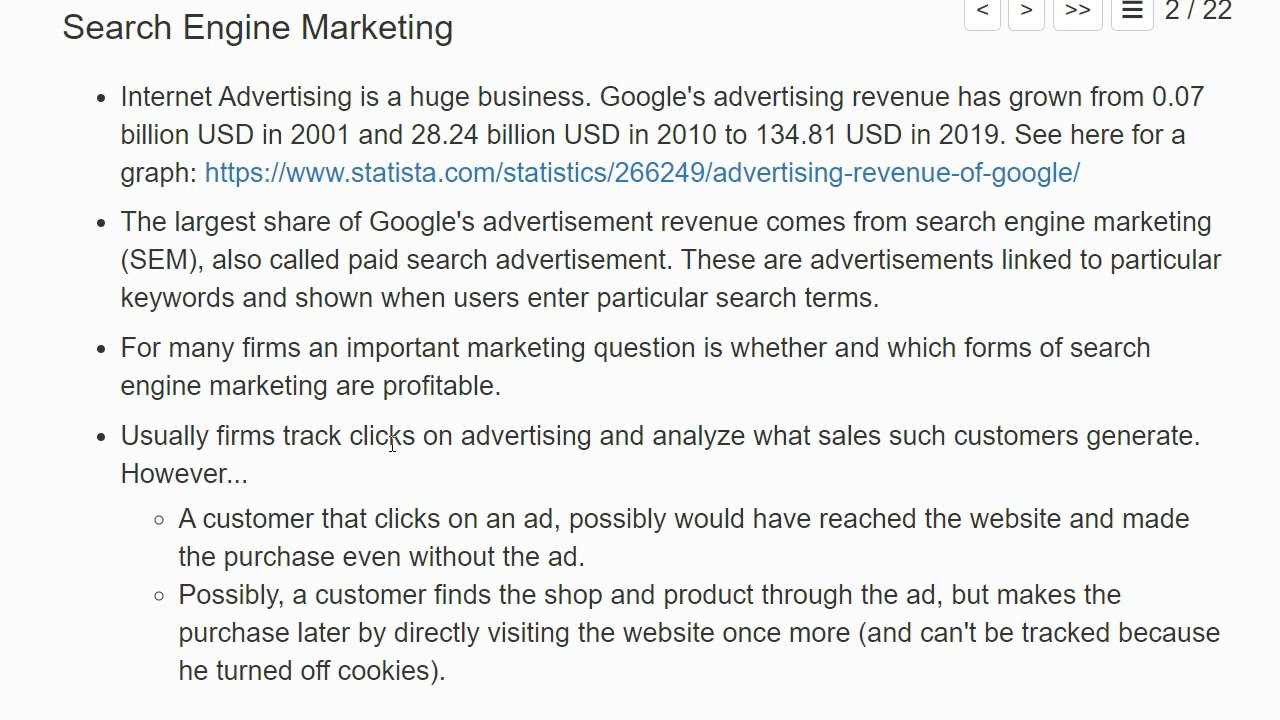 Search Engine Marketing
< > >> ☰ 2 / 22
• Internet Advertising is a huge business. Google's advertising revenue has grown from 0.07
billion USD in 2001 and 28.24 billion USD in 2010 to 134.81 USD in 2019. See here for a
graph: https://www.statista.com/statistics/266249/advertising-revenue-of-google/
• The largest share of Google's advertisement revenue comes from search engine marketing
(SEM), also called paid search advertisement. These are advertisements linked to particular
keywords and shown when users enter particular search terms.
• For many firms an important marketing question is whether and which forms of search
engine marketing are profitable.
• Usually firms track clicks on advertising and analyze what sales such customers generate.
However...
◦ A customer that clicks on an ad, possibly would have reached the website and made
the purchase even without the ad.
◦ Possibly, a customer finds the shop and product through the ad, but makes the
purchase later by directly visiting the website once more (and can't be tracked because
he turned off cookies).